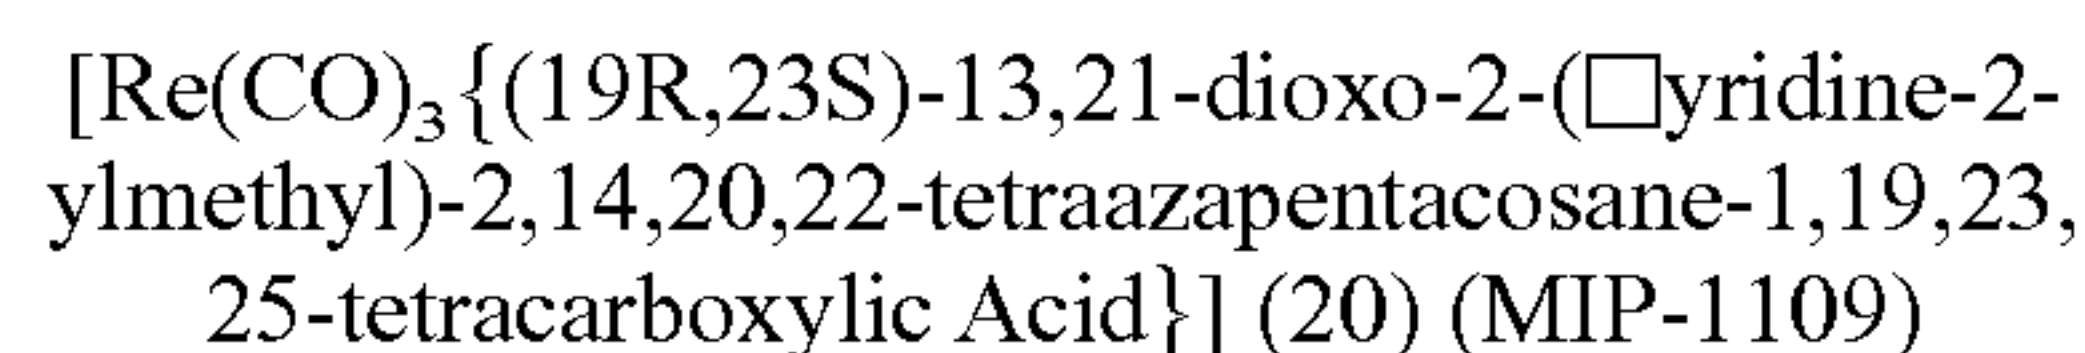 [Re(CO)₃{(19R,23S)-13,21-dioxo-2-(□yridine-2-
ylmethyl)-2,14,20,22-tetraazapentacosane-1,19,23,
25-tetracarboxylic Acid}] (20) (MIP-1109)